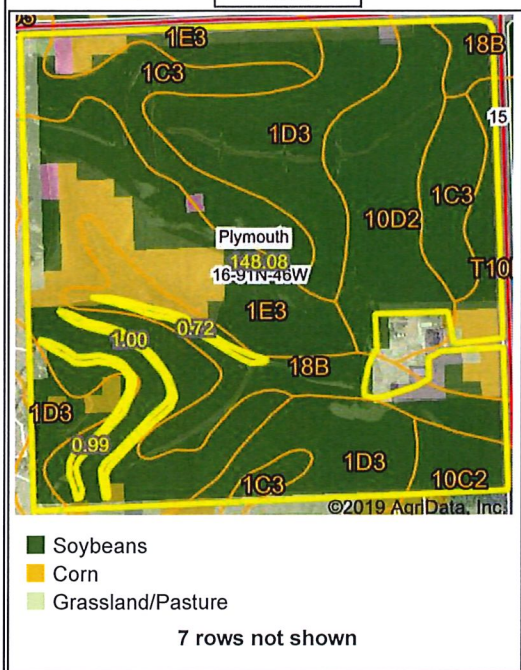 1E3
18B
1C3
15
1D3
1C3
10D2
Plymouth
148.08
16-91N-46W
T10
1E3
0.72
1.00
18B
1D3
0.99
1D3
1C3
10C2
©2019 AgriData, Inc.
Soybeans
Corn
Grassland/Pasture
7 rows not shown